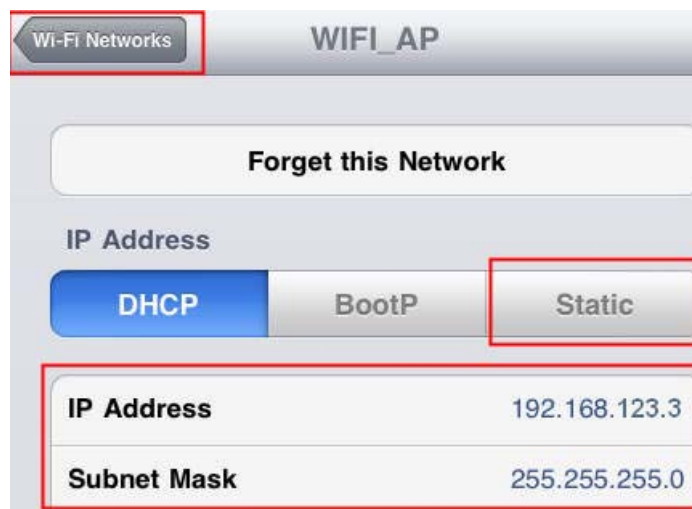 Wi-Fi Networks WIFI_AP
Forget this Network
IP Address
DHCP BootP Static
IP Address 192.168.123.3
Subnet Mask 255.255.255.0